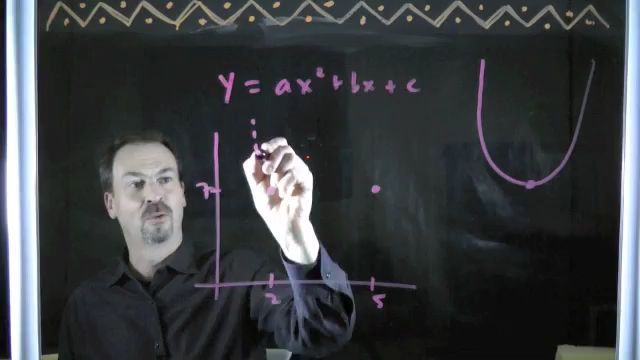 y = ax² + bx + c
7
2
5